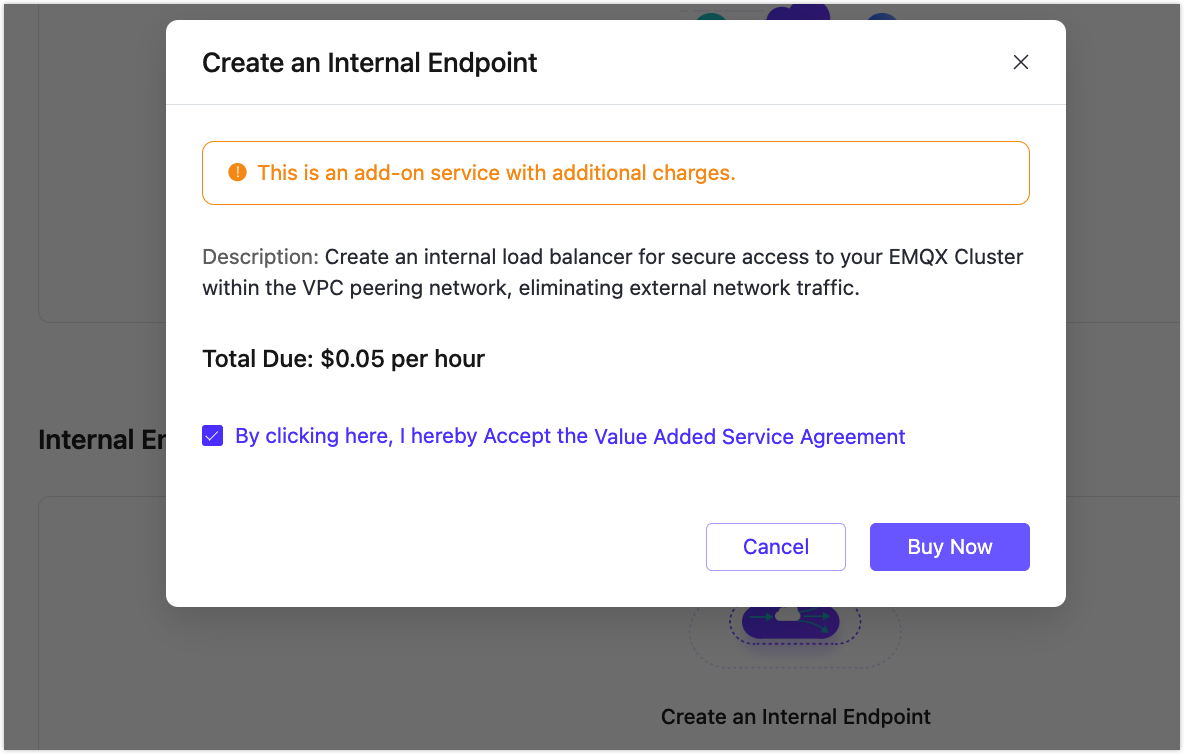 Create an Internal Endpoint
This is an add-on service with additional charges.
Description: Create an internal load balancer for secure access to your EMQX Cluster
within the VPC peering network, eliminating external network traffic.
Total Due: $0.05 per hour
Internal
By clicking here, I hereby Accept the Value Added Service Agreement
Cancel
Buy Now
Create an Internal Endpoint